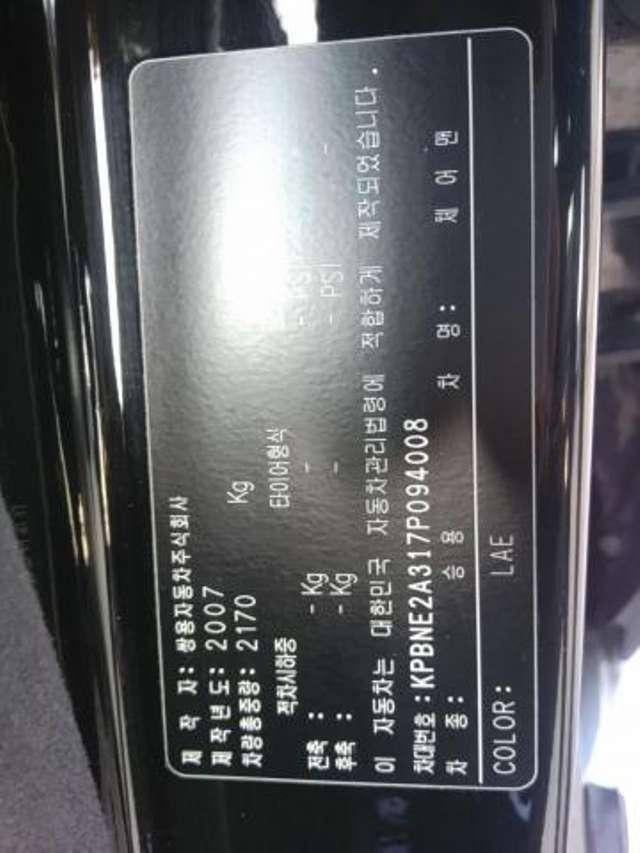 제 작 자: 쌍용자동차주식회사
제작년도: 2007
차량총중량: 2170 Kg
적차시하중 타이어형식
전축: - Kg - - PSI
후축: - Kg - - PSI -
이 자동차는 대한민국 자동차관리법령에 적합하게 제작되었습니다.
차대번호: KPBNE2A317P094008
차 종: 승용 차 명: 체어맨
COLOR: LAE